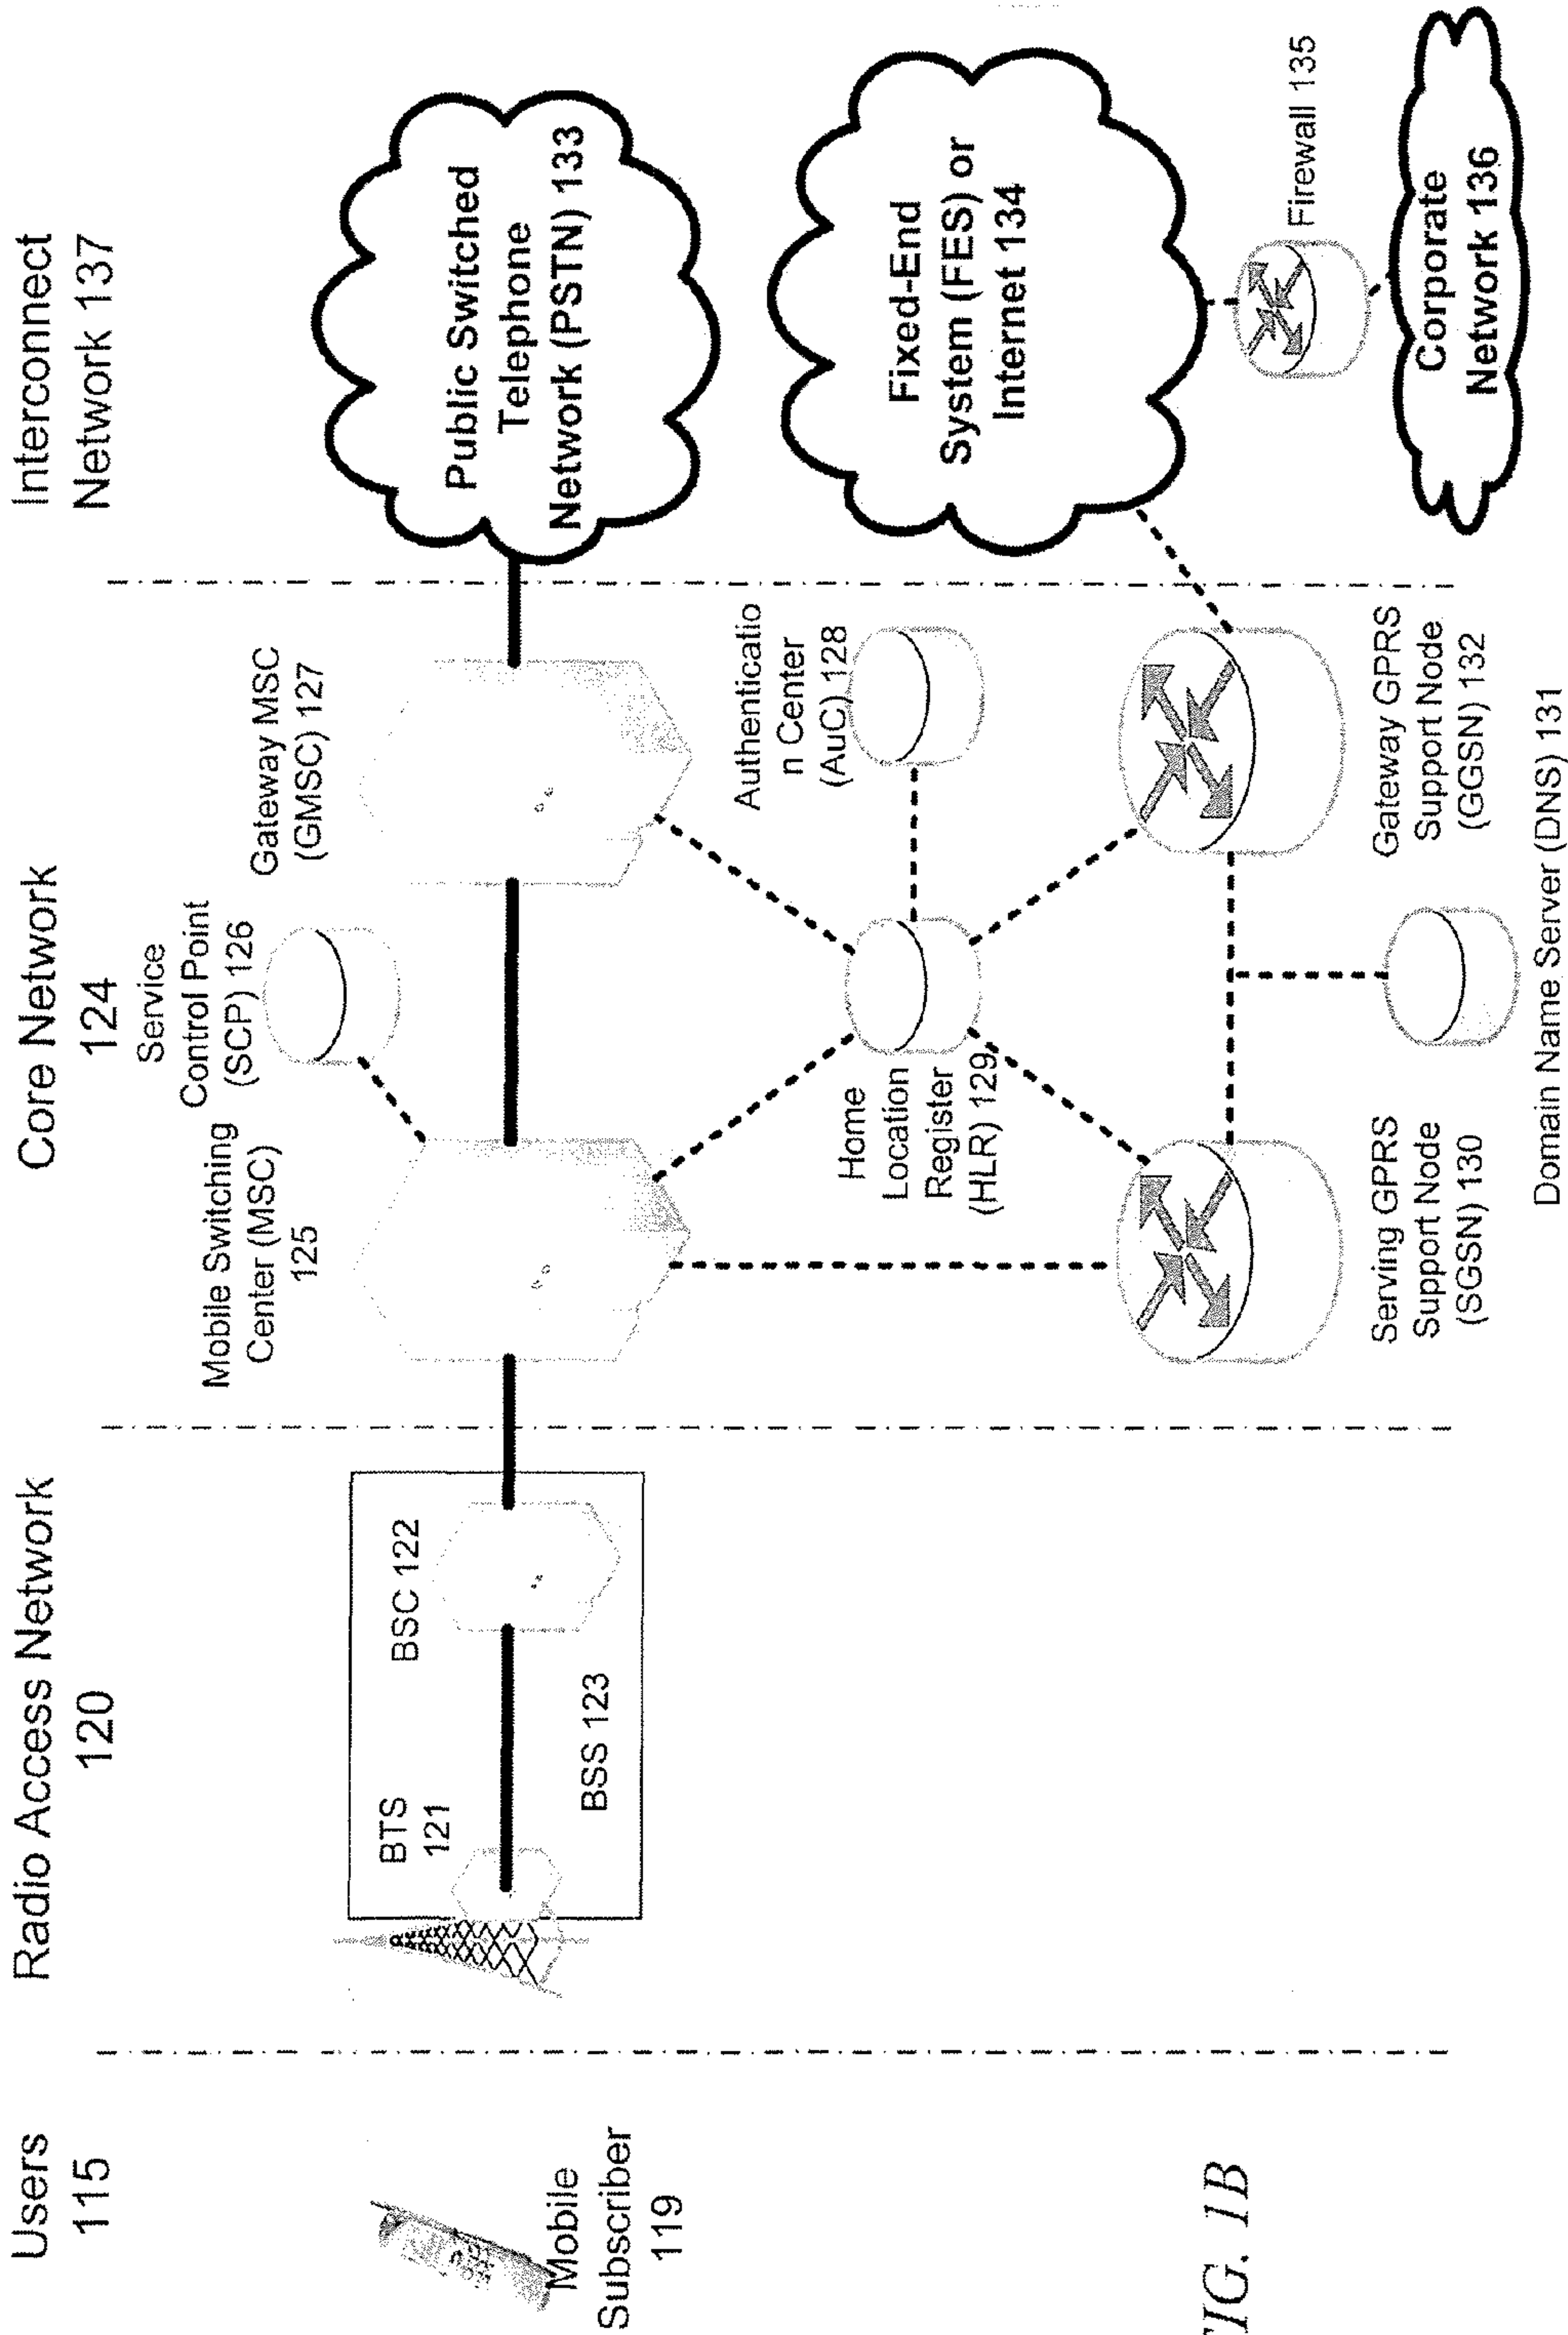 Users
115
Radio Access Network
120
Core Network
124
Interconnect
Network 137
Mobile
Subscriber
119
BTS
121
BSC 122
BSS 123
Mobile Switching
Center (MSC)
125
Service
Control Point
(SCP) 126
Gateway MSC
(GMSC) 127
Public Switched
Telephone
Network (PSTN) 133
Authenticatio
n Center
(AuC) 128
Home
Location
Register
(HLR) 129
Fixed-End
System (FES) or
Internet 134
Firewall 135
Corporate
Network 136
Serving GPRS
Support Node
(SGSN) 130
Gateway GPRS
Support Node
(GGSN) 132
Domain Name Server (DNS) 131
IG. 1B